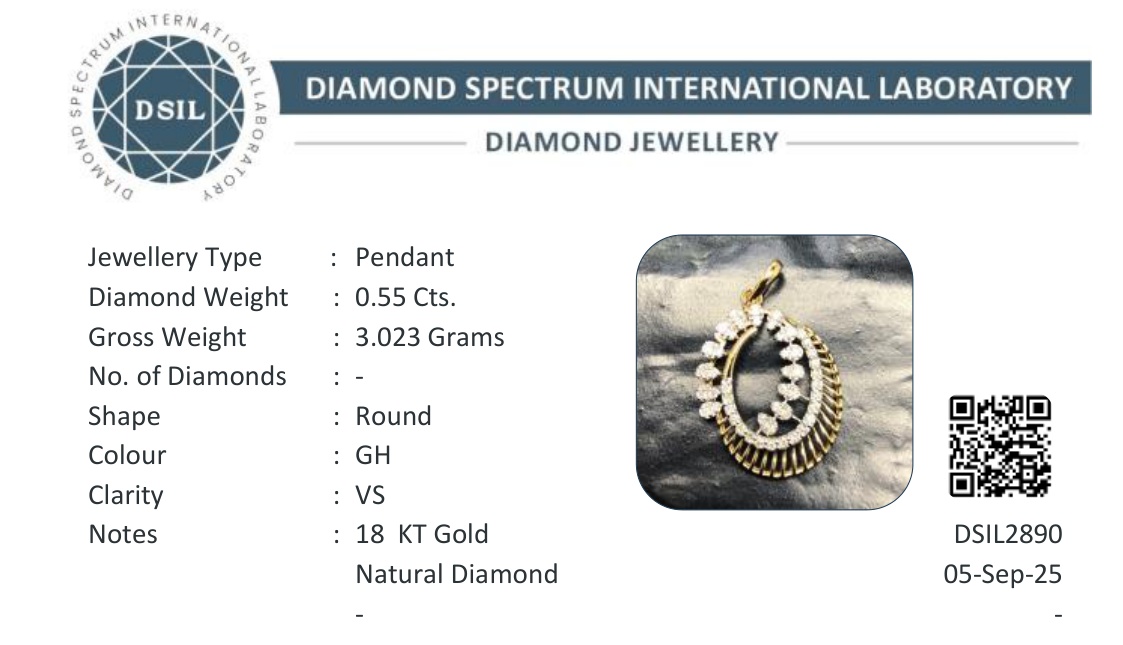 DIAMOND SPECTRUM INTERNATIONAL LABORATORY
DSIL
DIAMOND SPECTRUM INTERNATIONAL LABORATORY
DIAMOND JEWELLERY
Jewellery Type : Pendant
Diamond Weight : 0.55 Cts.
Gross Weight : 3.023 Grams
No. of Diamonds : -
Shape : Round
Colour : GH
Clarity : VS
Notes : 18 KT Gold
DSIL2890
Natural Diamond
05-Sep-25
-
-